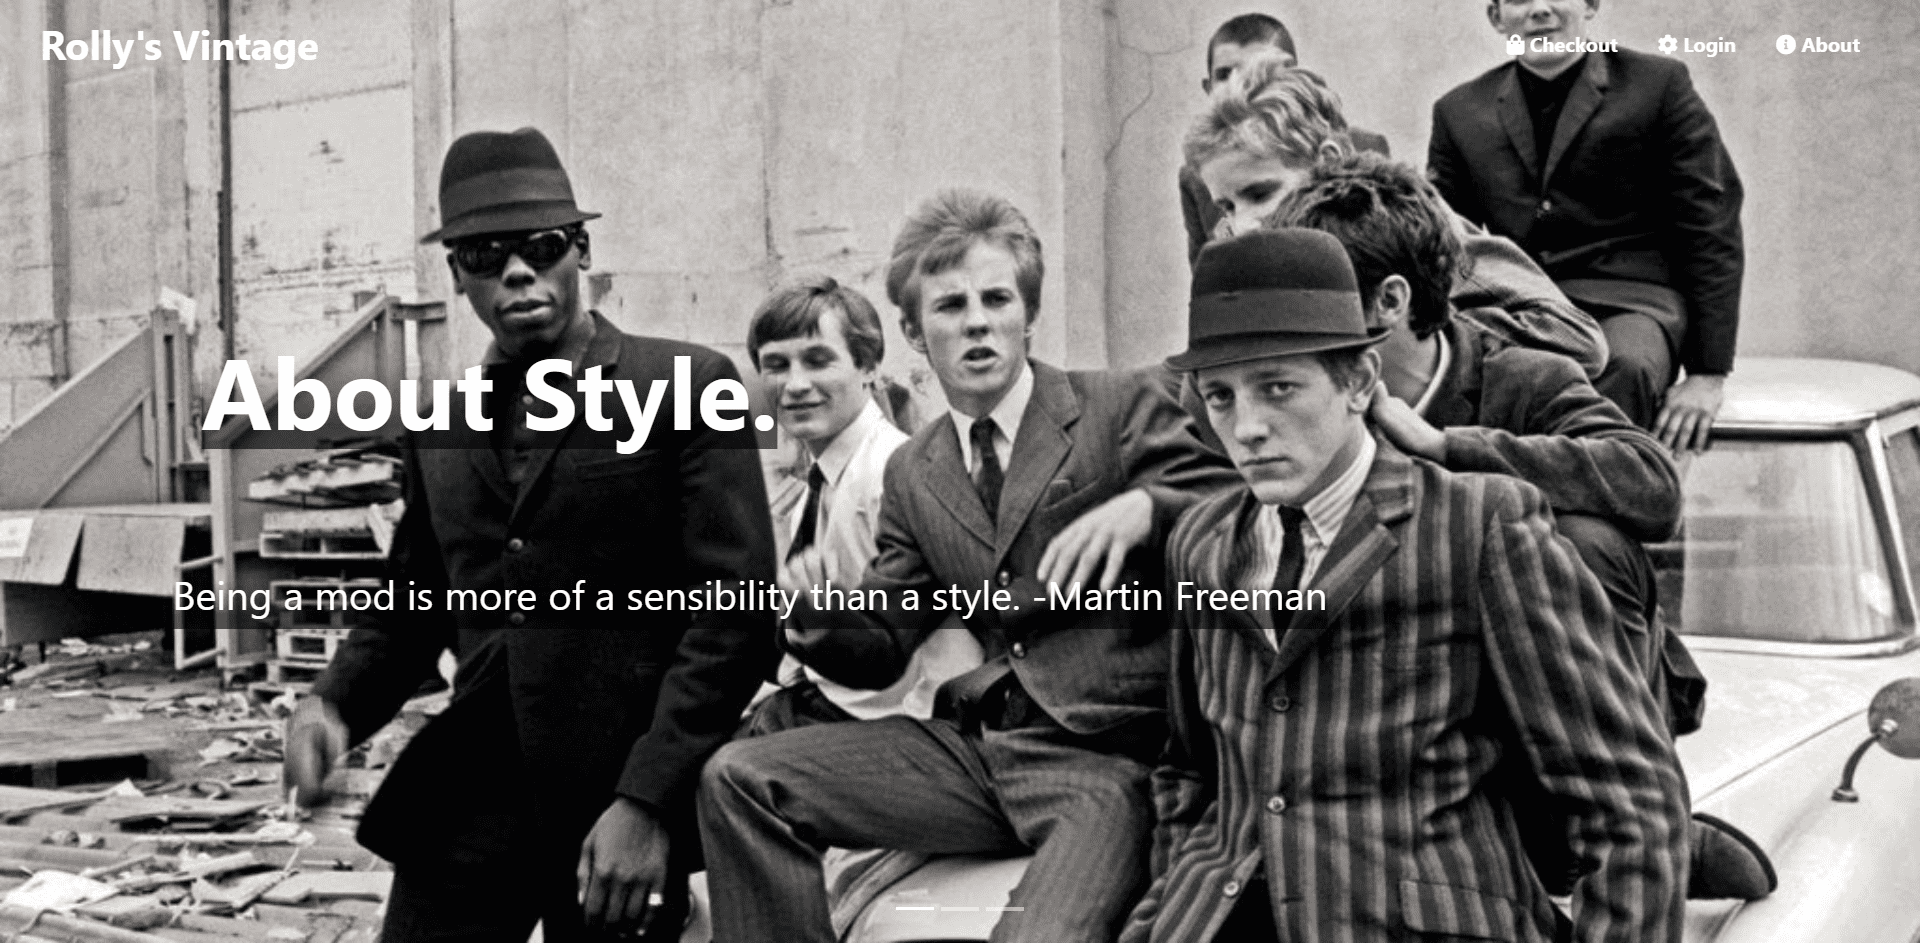 Rolly's Vintage
Checkout Login About
About Style.
Being a mod is more of a sensibility than a style. -Martin Freeman